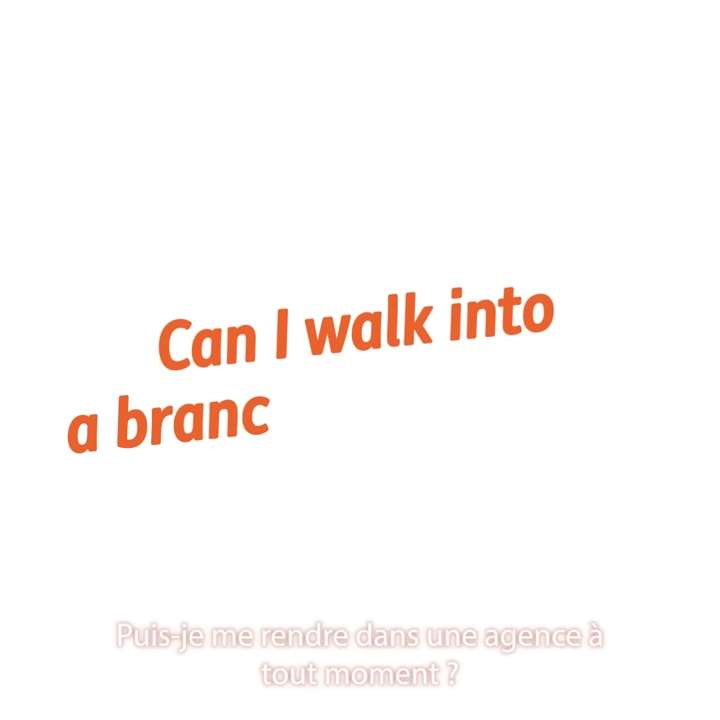 Can I walk into
a branc
Puis-je me rendre dans une agence à
tout moment ?